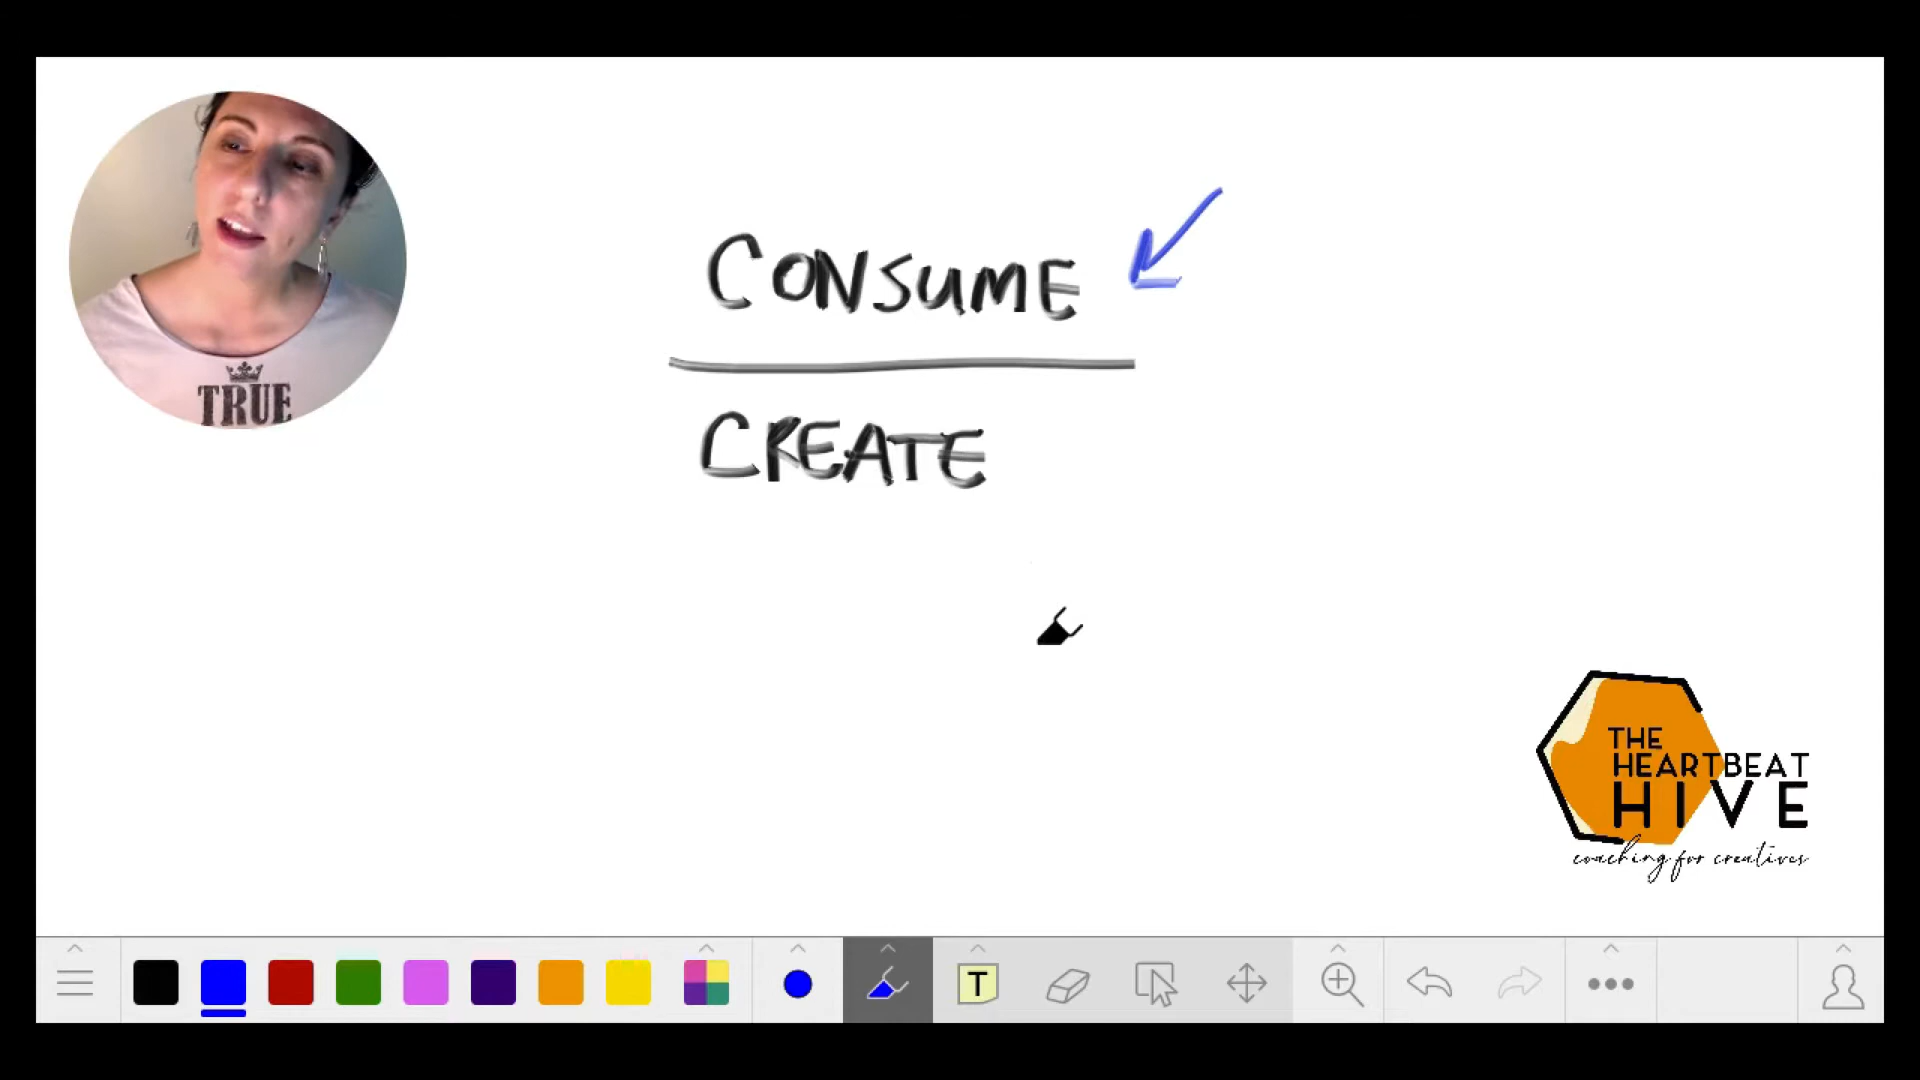 TRUE
CONSUME
CREATE
THE
HEARTBEAT
HIVE
coaching for creatives
T